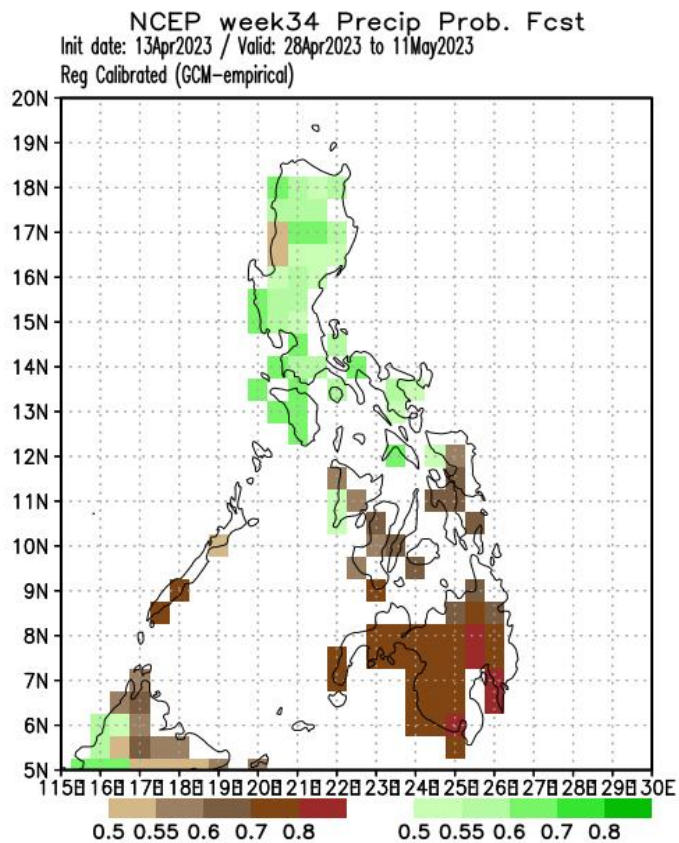 NCEP week34 Precip Prob. Fcst
Init date: 13Apr2023 / Valid: 28Apr2023 to 11May2023
Reg Calibrated (GCM-empirical)
20N
19N
18N
17N
16N
15N
14N
13N
12N
11N
10N
9N
8N
7N
6N
5N
115E 116E 117E 118E 119E 120E 121E 122E 123E 124E 125E 126E 127E 128E 129E 130E
0.5 0.55 0.6 0.7 0.8 0.5 0.55 0.6 0.7 0.8